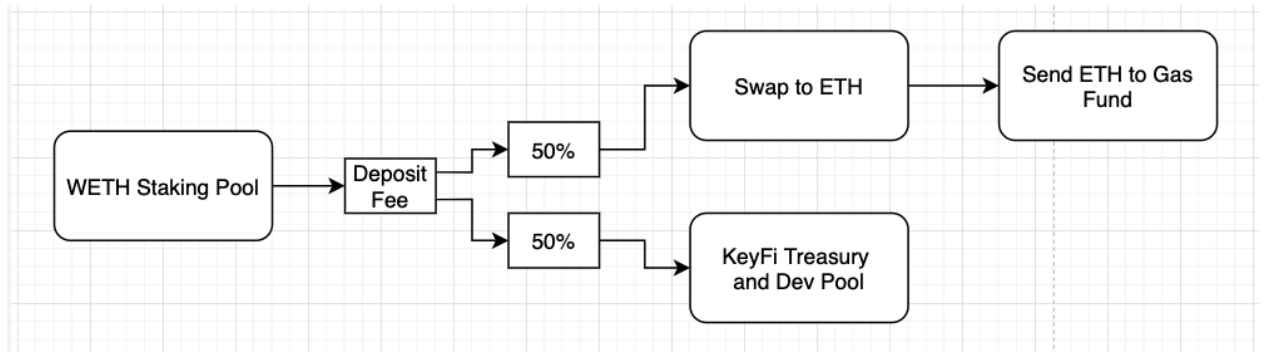 WETH Staking Pool
Deposit
Fee
50%
Swap to ETH
Send ETH to Gas
Fund
50%
KeyFi Treasury
and Dev Pool